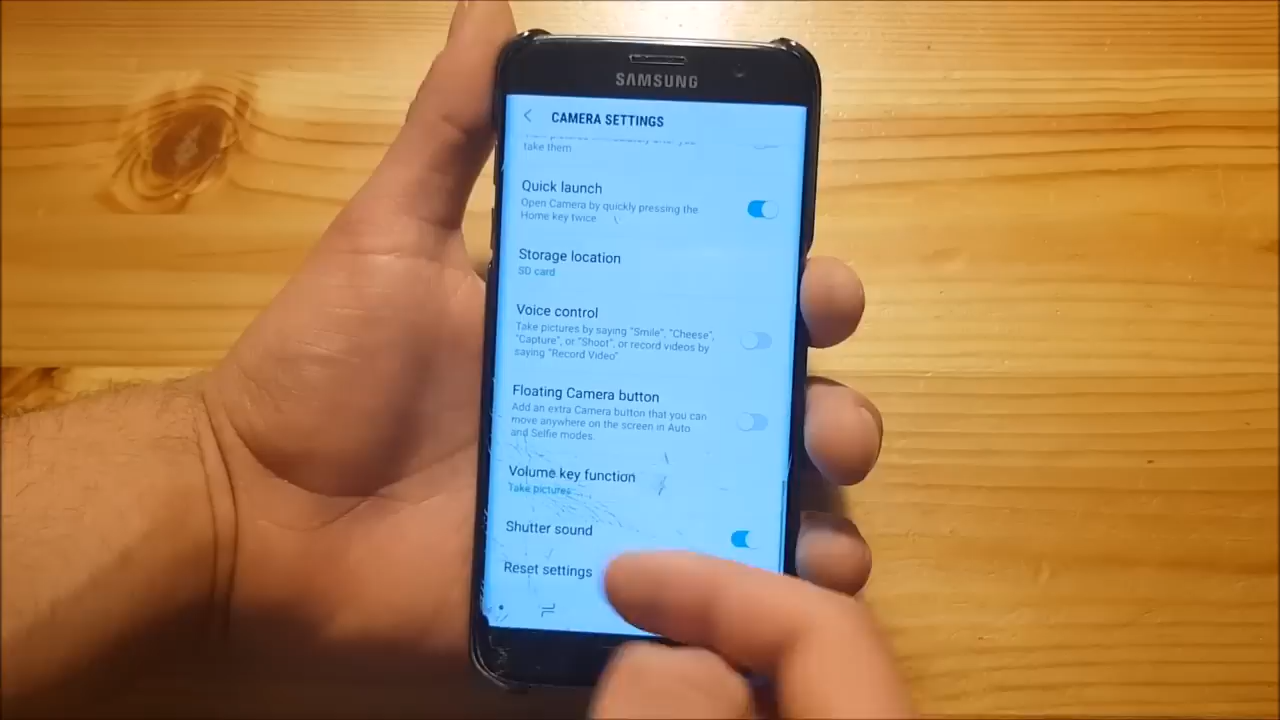 SAMSUNG
CAMERA SETTINGS
take them
Quick launch
Open Camera by quickly pressing the
Home key twice
Storage location
SD card
Voice control
Take pictures by saying "Smile", "Cheese",
"Capture", or "Shoot", or record videos by
saying "Record Video"
Floating Camera button
Add an extra Camera button that you can
move anywhere on the screen in Auto
and Selfie modes.
Volume key function
Take pictures
Shutter sound
Reset settings